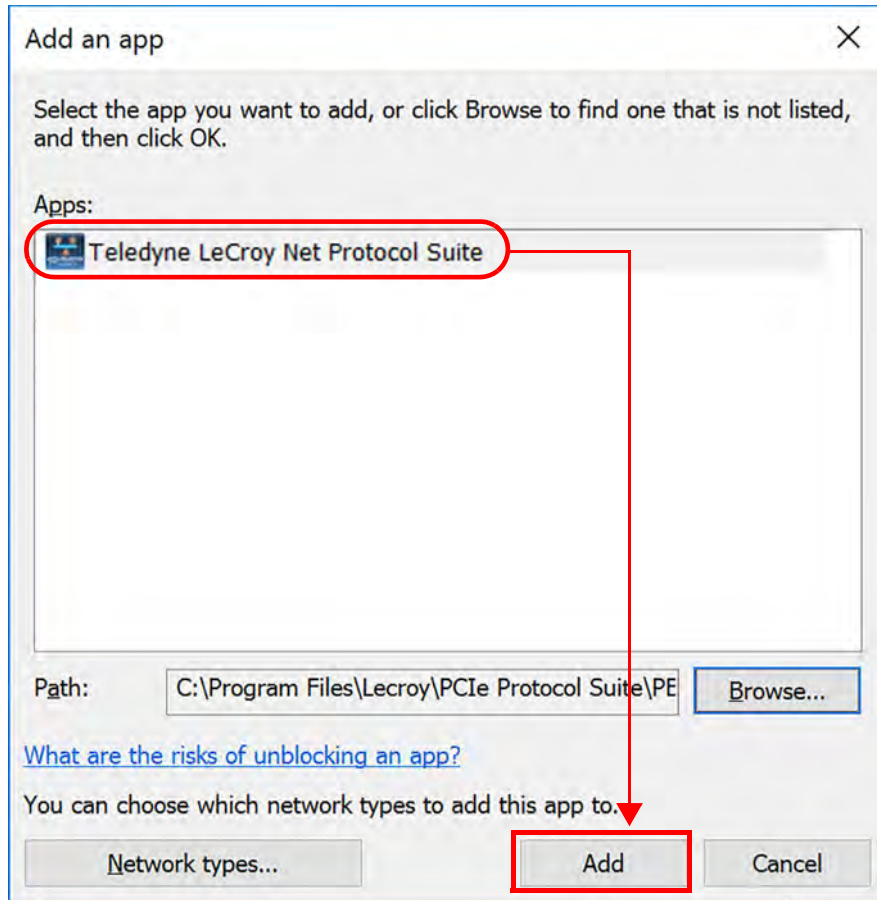 Add an app
Select the app you want to add, or click Browse to find one that is not listed,
and then click OK.
Apps:
Teledyne LeCroy Net Protocol Suite
Path:
C:\Program Files\Lecroy\PCIe Protocol Suite\PE
Browse...
What are the risks of unblocking an app?
You can choose which network types to add this app to.
Network types...
Add
Cancel